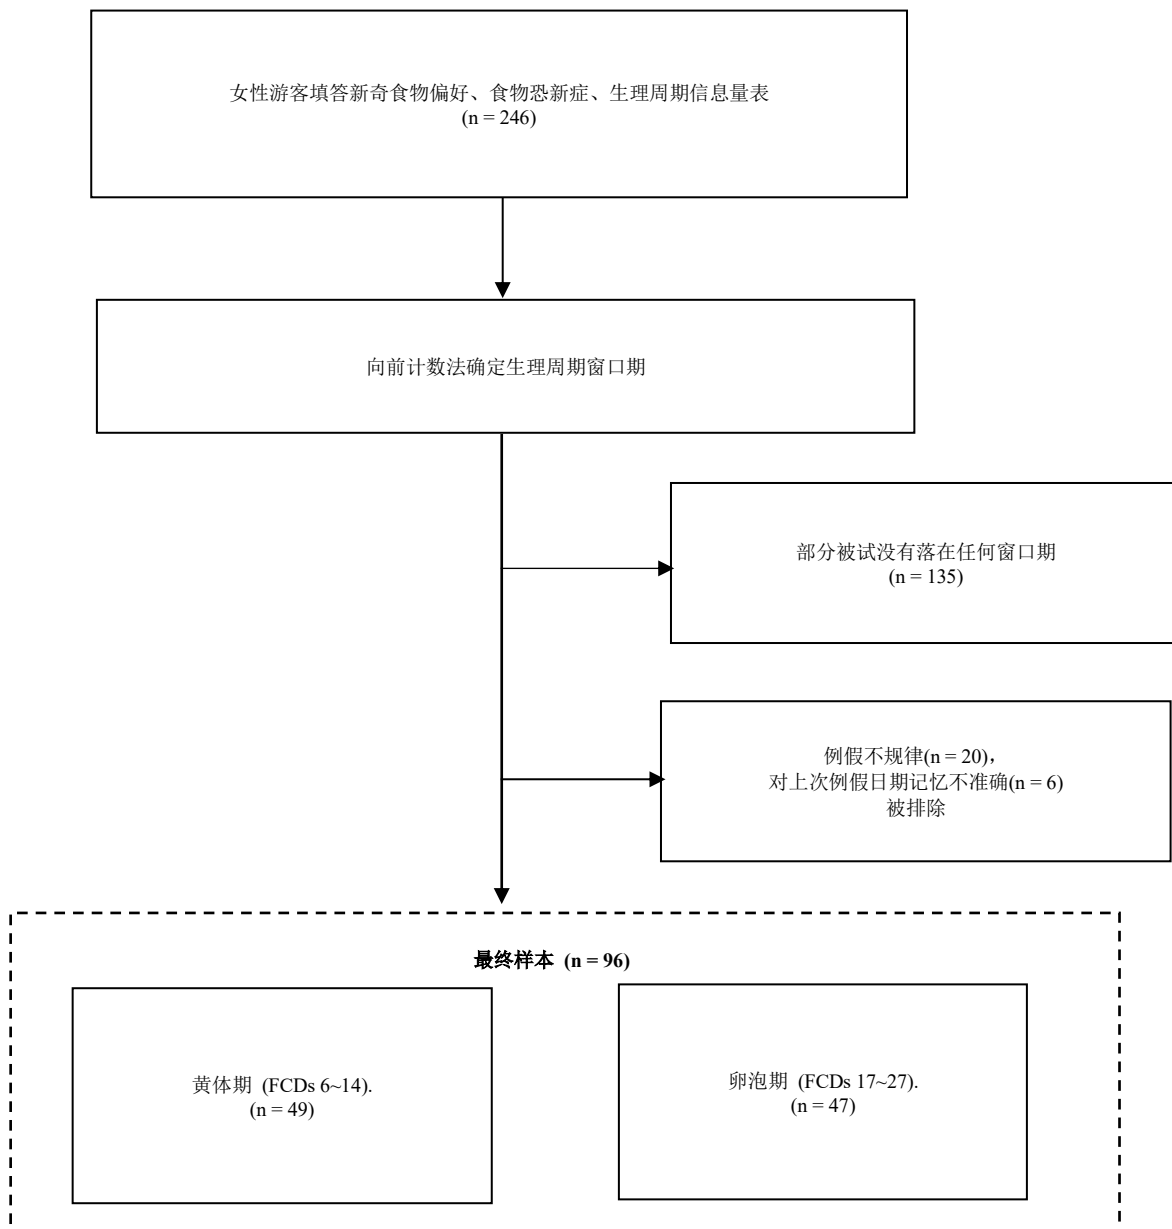 女性游客填答新奇食物偏好、食物恐新症、生理周期信息量表
(n = 246)
向前计数法确定生理周期窗口期
部分被试没有落在任何窗口期
(n = 135)
例假不规律(n = 20)，
对上次例假日期记忆不准确(n = 6)
被排除
最终样本 (n = 96)
黄体期 (FCDs 6~14).
(n = 49)
卵泡期 (FCDs 17~27).
(n = 47)